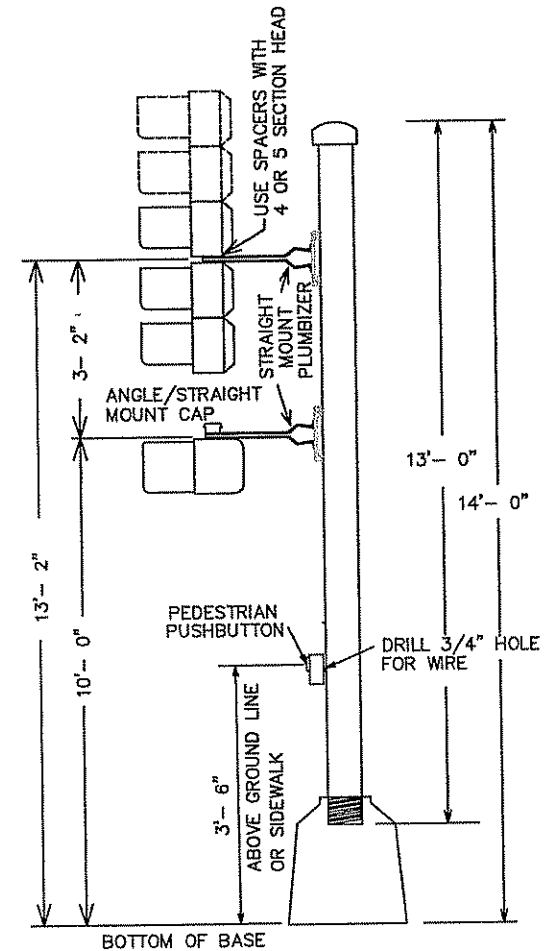 USE SPACERS WITH
4 OR 5 SECTION HEAD
STRAIGHT
MOUNT
PLUMBIZER
ANGLE/STRAIGHT
MOUNT CAP
3'- 2"
13'- 2"
10'- 0"
13'- 0"
14'- 0"
PEDESTRIAN
PUSHBUTTON
DRILL 3/4" HOLE
FOR WIRE
3'- 6"
ABOVE GROUND LINE
OR SIDEWALK
BOTTOM OF BASE